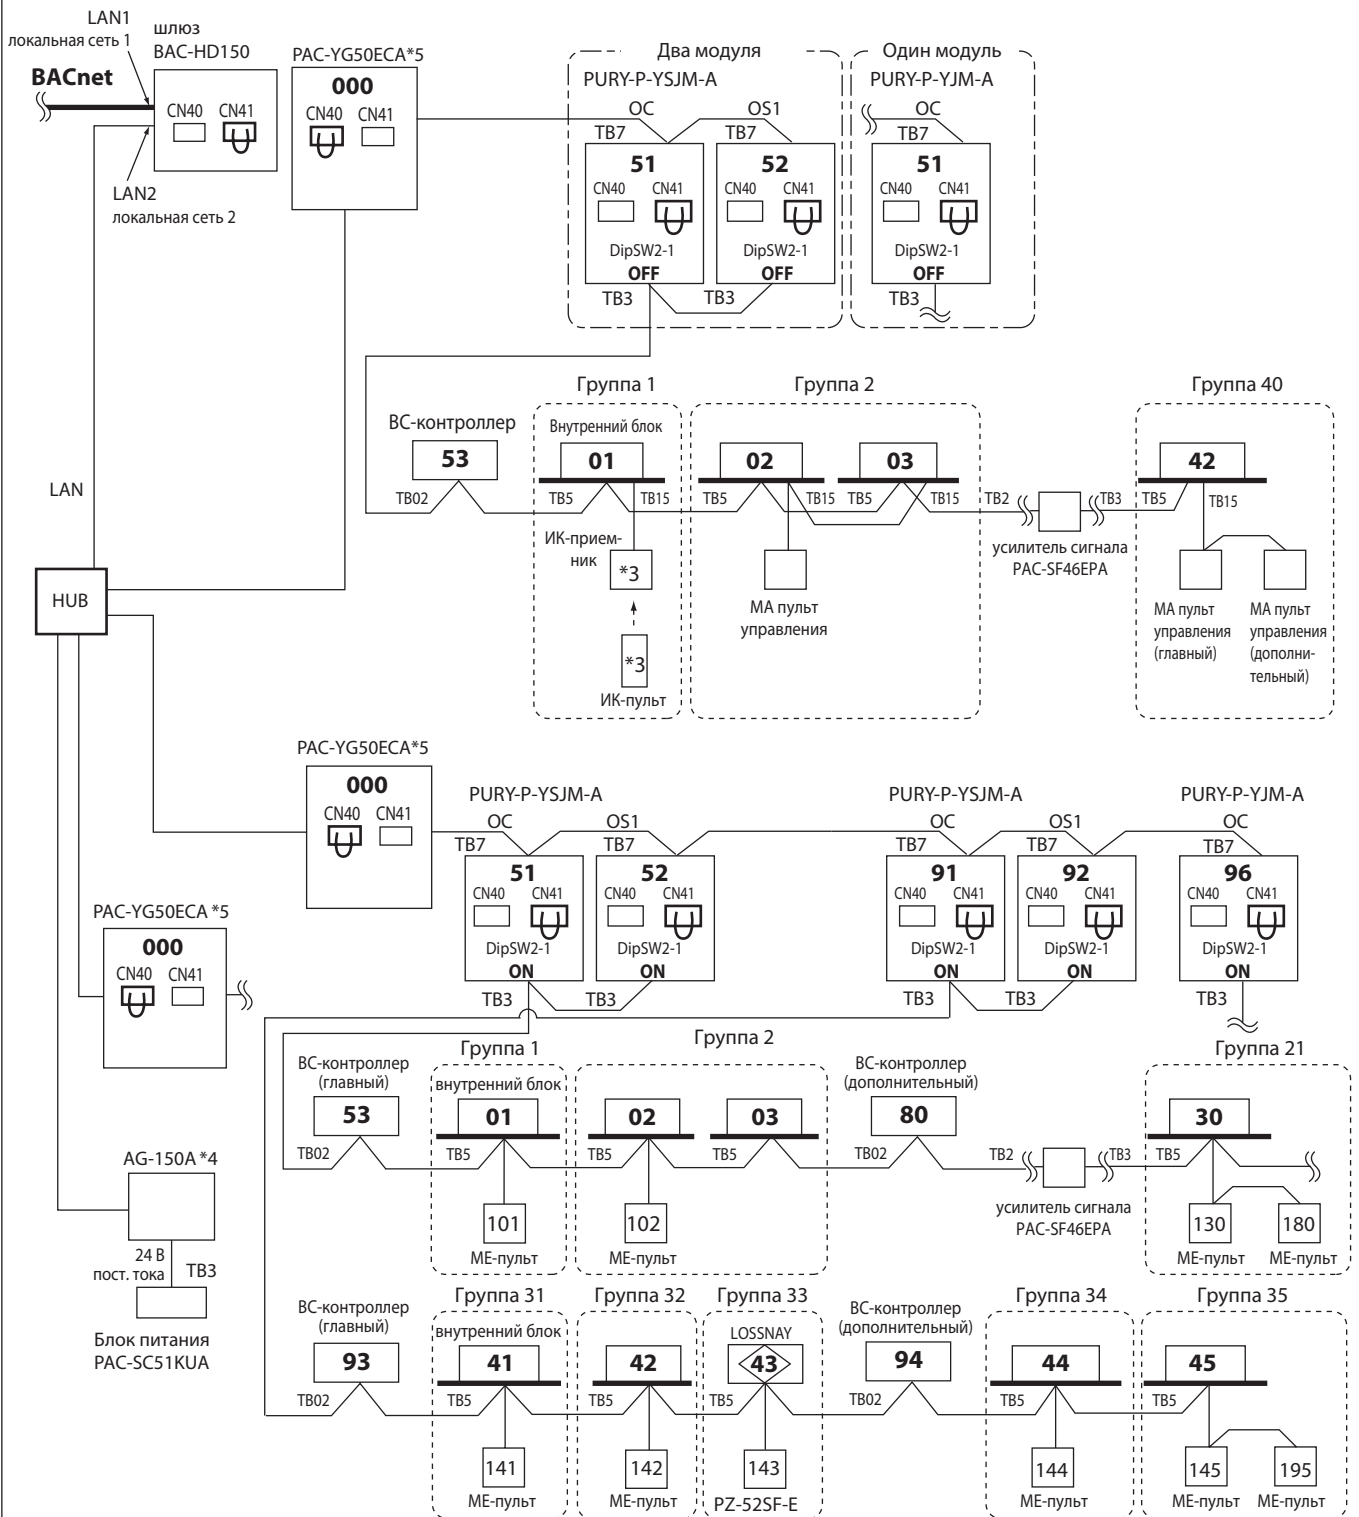 LAN1
локальная сеть 1
шлюз
BAC-HD150
BACnet
CN40 CN41
LAN2
локальная сеть 2
PAC-YG50ECA*5
000
CN40 CN41
Два модуля
PURY-P-YSJM-A
OC OS1
TB7 TB7
51 52
CN40 CN41 CN40 CN41
DipSW2-1 DipSW2-1
OFF OFF
TB3 TB3
Один модуль
PURY-P-YJM-A
OC
TB7
51
CN40 CN41
DipSW2-1
OFF
TB3
Группа 1 Группа 2 Группа 40
ВС-контроллер
53
TB02
Внутренний блок
01
TB5 TB15
ИК-прием-
ник
*3
*3
ИК-пульт
02 03
TB5 TB15 TB5 TB15
МА пульт
управления
TB2 TB3
усилитель сигнала
PAC-SF46EPA
42
TB5 TB15
МА пульт
управления
(главный)
МА пульт
управления
(дополни-
тельный)
LAN
HUB
PAC-YG50ECA*5
000
CN40 CN41
PURY-P-YSJM-A PURY-P-YSJM-A PURY-P-YJM-A
OC OS1 OC OS1 OC
TB7 TB7 TB7 TB7 TB7
51 52 91 92 96
CN40 CN41 CN40 CN41 CN40 CN41 CN40 CN41 CN40 CN41
DipSW2-1 DipSW2-1 DipSW2-1 DipSW2-1 DipSW2-1
ON ON ON ON ON
TB3 TB3 TB3 TB3 TB3
PAC-YG50ECA *5
000
CN40 CN41
Группа 1 Группа 2 Группа 21
ВС-контроллер
(главный)
53
TB02
внутренний блок
01
TB5
101
МЕ-пульт
02 03
TB5 TB5
102
МЕ-пульт
ВС-контроллер
(дополнительный)
80
TB02
TB2 TB3
усилитель сигнала
PAC-SF46EPA
30
TB5
130 180
МЕ-пульт МЕ-пульт
AG-150A *4
24 В
пост. тока
TB3
Блок питания
PAC-SC51KUA
Группа 31 Группа 32 Группа 33 Группа 34 Группа 35
ВС-контроллер
(главный)
93
TB02
внутренний блок
41
TB5
141
МЕ-пульт
42
TB5
142
МЕ-пульт
LOSSNAY
43
TB5
143
PZ-52SF-E
ВС-контроллер
(дополнительный)
94
TB02
44
TB5
144
МЕ-пульт
45
TB5
145 195
МЕ-пульт МЕ-пульт